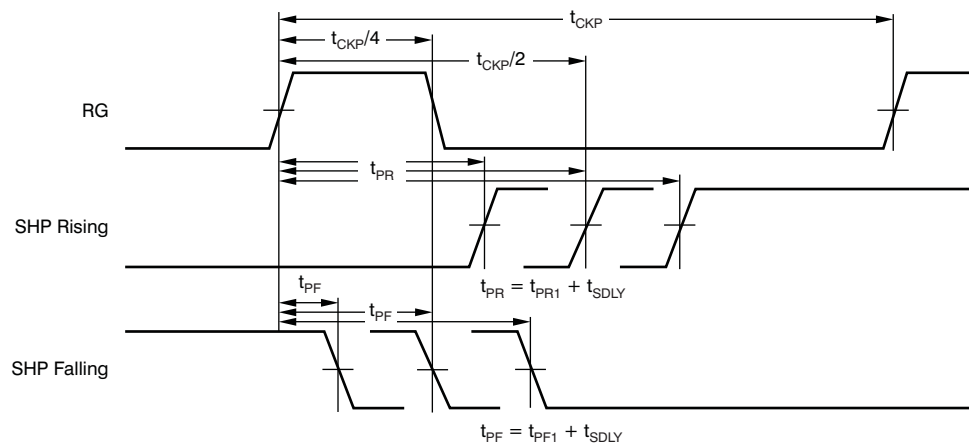 tCKP
tCKP/4
tCKP/2
RG
tPR
SHP Rising
tPR = tPR1 + tSDLY
tPF
tPF
SHP Falling
tPF = tPF1 + tSDLY